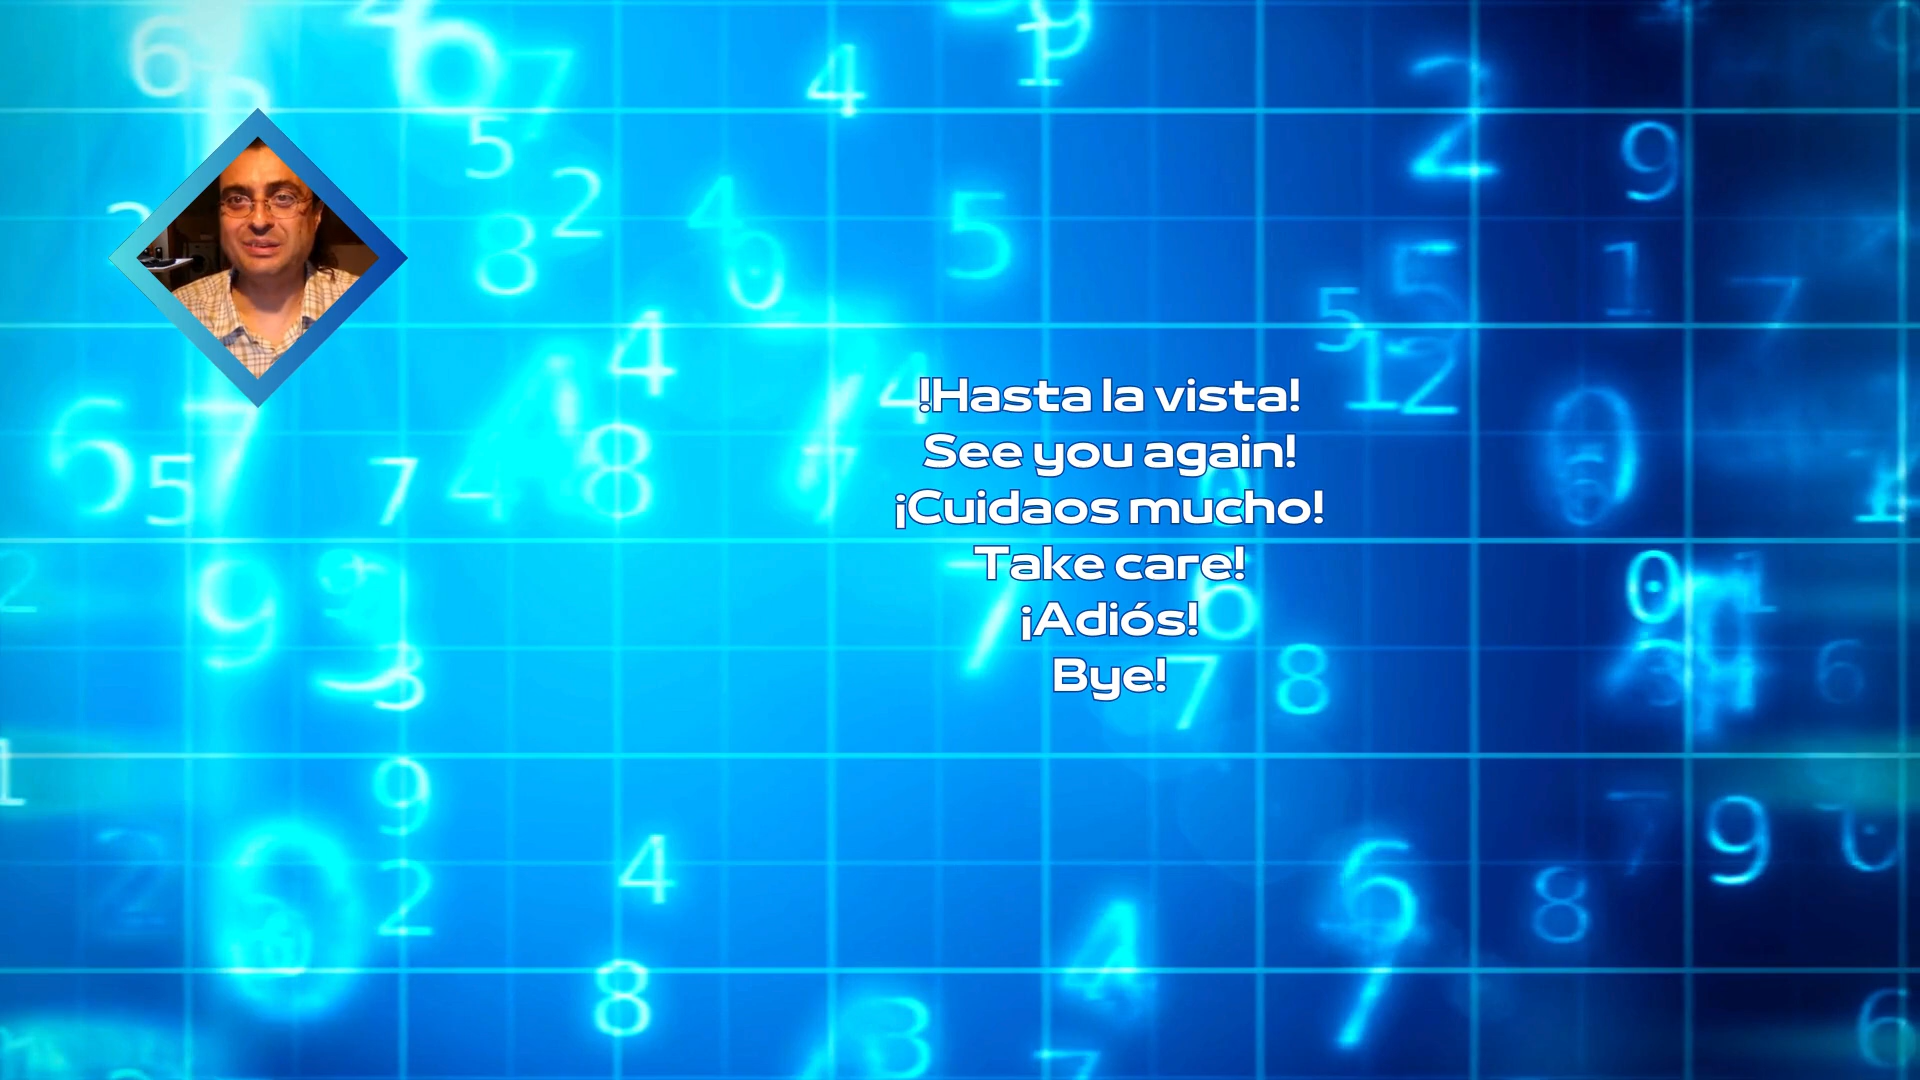 !Hasta la vista!
See you again!
¡Cuidaos mucho!
Take care!
¡Adiós!
Bye!